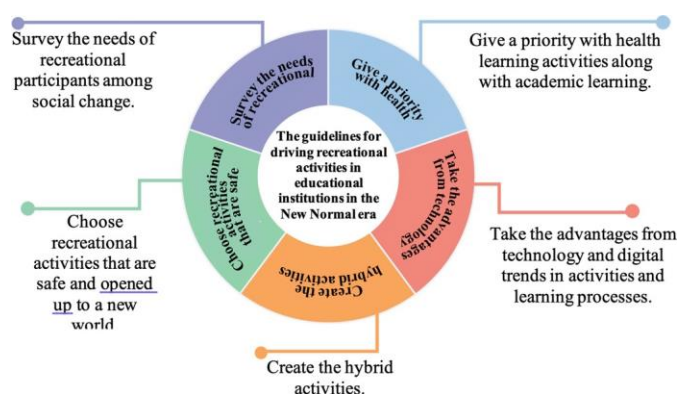 Survey the needs of
recreational
participants among
social change.
Give a priority with health
learning activities along
with academic learning.
Survey the needs
of recreational
Give a priority
with health
The guidelines for
driving recreational
activities in
educational
institutions in the
New Normal era
Choose recreational
activities
that are safe
Take the advantages
from technology
Create the
hybrid activities
Choose
recreational
activities that are
safe and opened
up to a new
world
Take the advantages from
technology and digital
trends in activities and
learning processes.
Create the hybrid
activities.